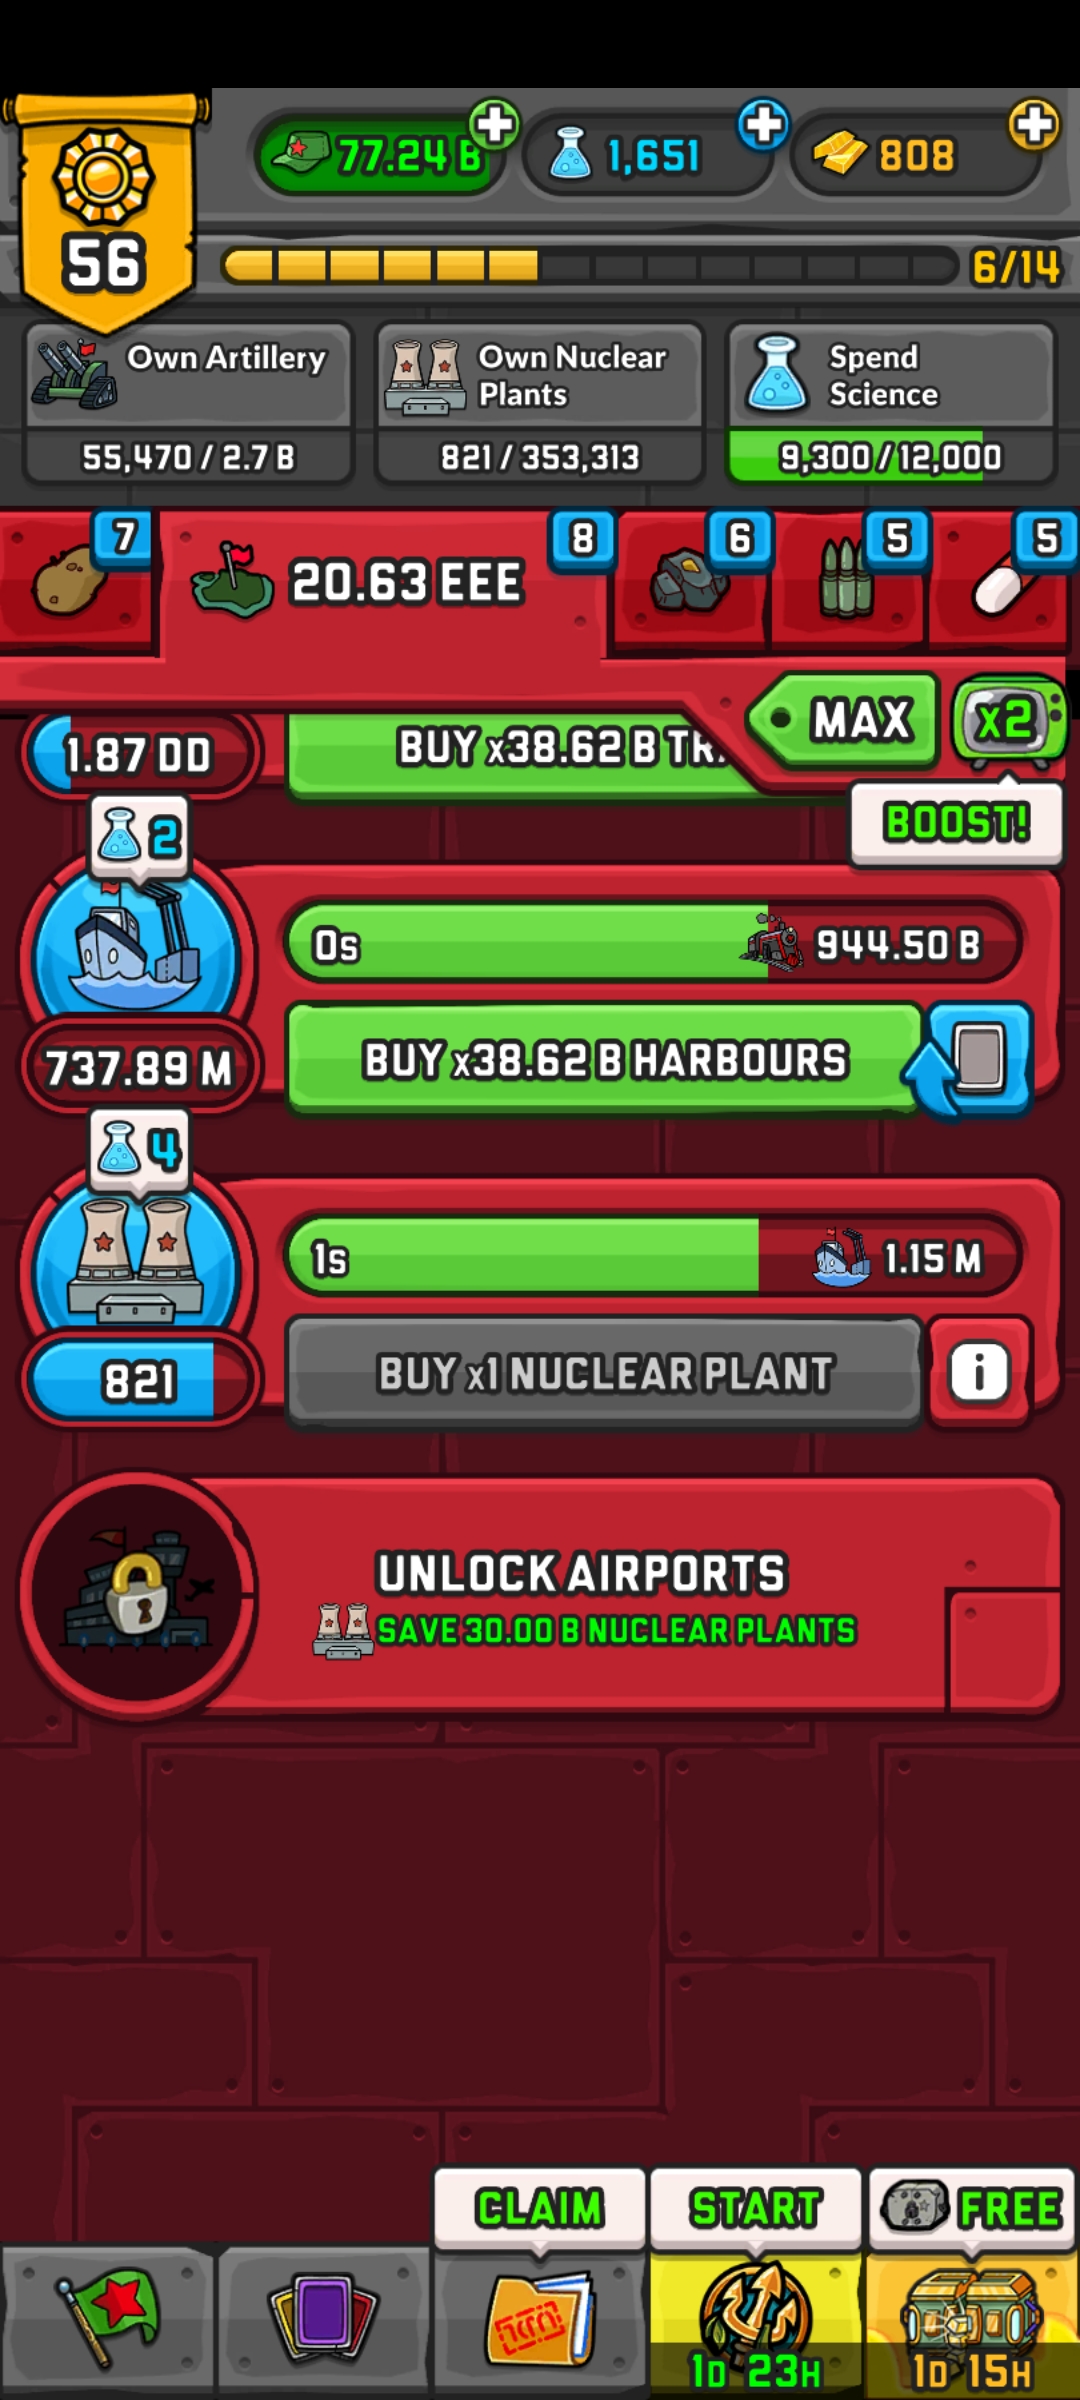 77.24 B
1,651
808
56
6/14
Own Artillery
55,470 / 2.7 B
Own Nuclear
Plants
821 / 353,313
Spend
Science
9,300 / 12,000
7
20.63 EEE
8
6
5
5
MAX
x2
BOOST!
1.87 DD
BUY x38.62 B
2
0s
944.50 B
737.89 M
BUY x38.62 B HARBOURS
4
1s
1.15 M
821
BUY x1 NUCLEAR PLANT
i
UNLOCK AIRPORTS
SAVE 30.00 B NUCLEAR PLANTS
CLAIM
START
FREE
1D 23H
1D 15H